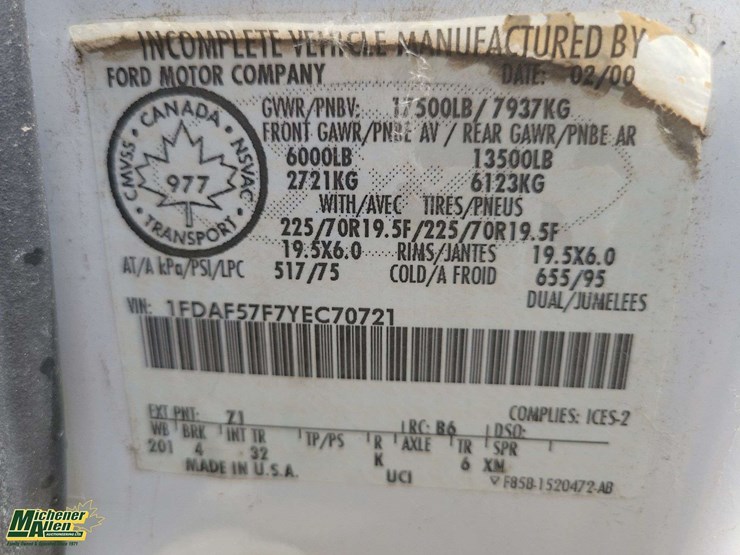 INCOMPLETE VEHICLE MANUFACTURED BY
FORD MOTOR COMPANY DATE: 02/00
GVWR/PNBV: 17500LB/7937KG
FRONT GAWR/PNBE AV / REAR GAWR/PNBE AR
6000LB 13500LB
2721KG 6123KG
WITH/AVEC TIRES/PNEUS
225/70R19.5F/225/70R19.5F
19.5X6.0 RIMS/JANTES 19.5X6.0
AT/A kPa/PSI/LPC 517/75 COLD/A FROID 655/95
DUAL/JUMELEES
CANADA
CMVSS NSVAC
977
TRANSPORT
VIN: 1FDAF57F7YEC70721
EXT PNT: Z1 RC: B6 DSO: COMPLIES: ICES-2
WB BRK INT TR TP/PS R AXLE TR SPR
201 4 32 K 6 XM
MADE IN U.S.A. UCI F85B-1520472-AB
Michener
Allen
AUCTIONEERING LTD.